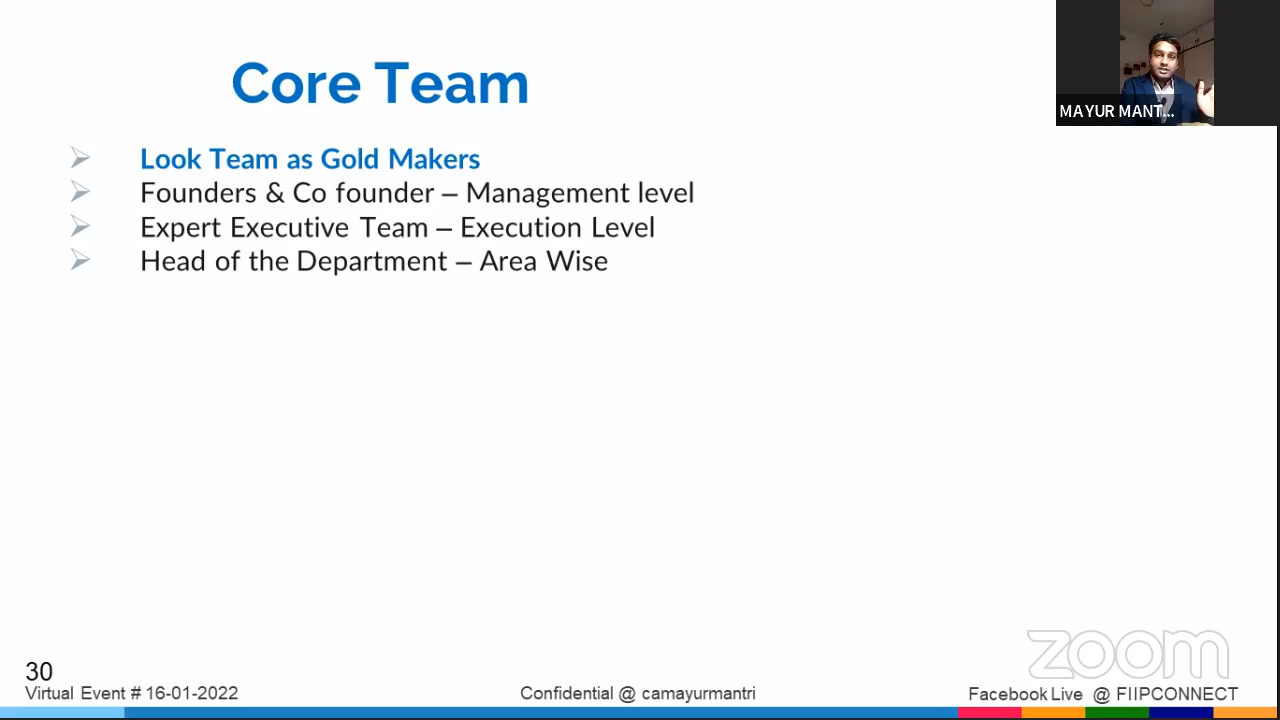 Core Team
MAYUR MANT...
Look Team as Gold Makers
Founders & Co founder – Management level
Expert Executive Team – Execution Level
Head of the Department – Area Wise
zoom
30
Virtual Event # 16-01-2022
Confidential @ camayurmantri
Facebook Live @ FIIPCONNECT